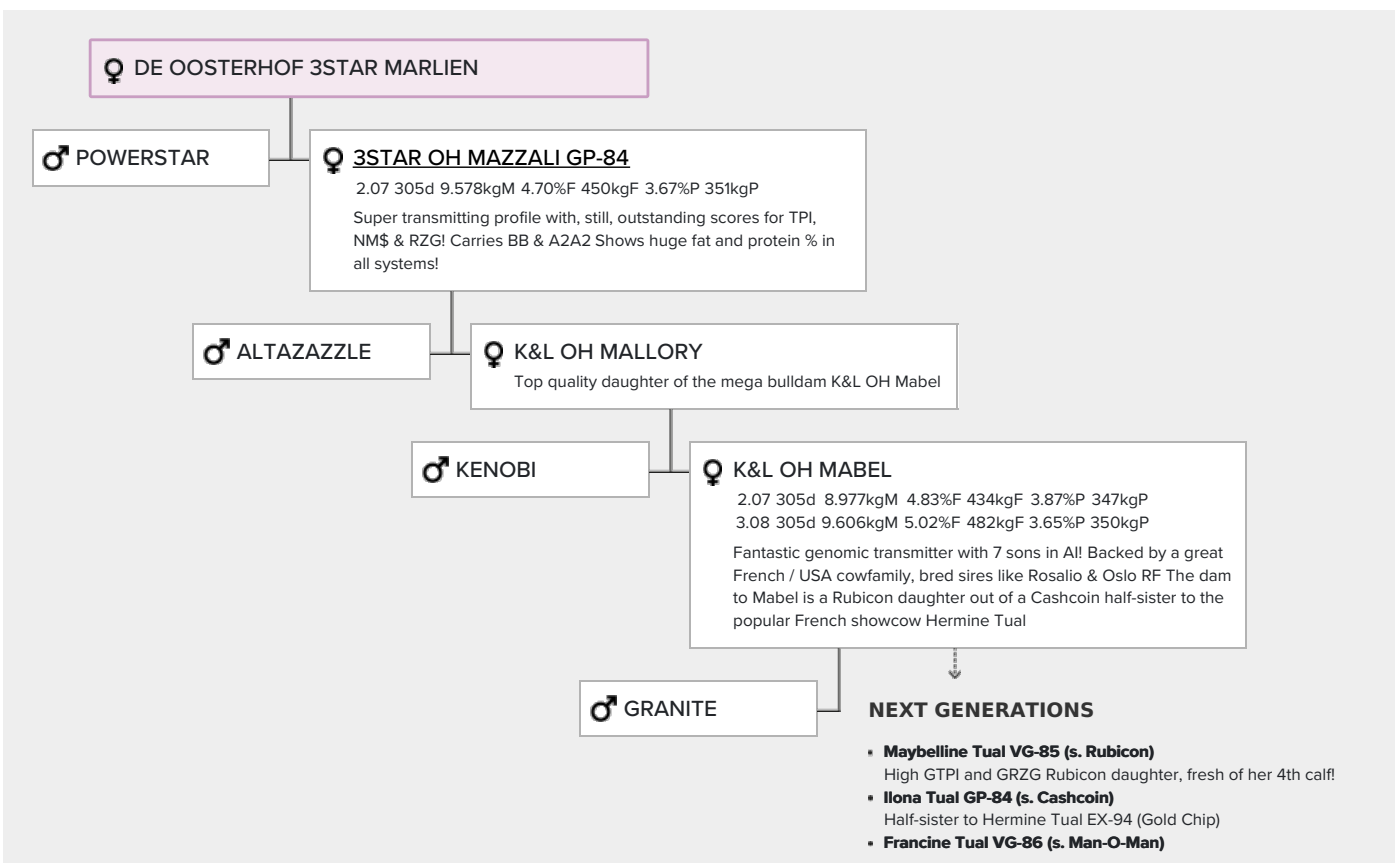 DE OOSTERHOF 3STAR MARLIEN
POWERSTAR
3STAR OH MAZZALI GP-84
2.07 305d 9.578kgM 4.70%F 450kgF 3.67%P 351kgP
Super transmitting profile with, still, outstanding scores for TPI,
NM$ & RZG! Carries BB & A2A2 Shows huge fat and protein % in
all systems!
ALTAZAZZLE
K&L OH MALLORY
Top quality daughter of the mega bulldam K&L OH Mabel
KENOBI
K&L OH MABEL
2.07 305d 8.977kgM 4.83%F 434kgF 3.87%P 347kgP
3.08 305d 9.606kgM 5.02%F 482kgF 3.65%P 350kgP
Fantastic genomic transmitter with 7 sons in AI! Backed by a great
French / USA cowfamily, bred sires like Rosalio & Oslo RF The dam
to Mabel is a Rubicon daughter out of a Cashcoin half-sister to the
popular French showcow Hermine Tual
GRANITE
NEXT GENERATIONS
• Maybelline Tual VG-85 (s. Rubicon)
High GTPI and GRZG Rubicon daughter, fresh of her 4th calf!
• Ilona Tual GP-84 (s. Cashcoin)
Half-sister to Hermine Tual EX-94 (Gold Chip)
• Francine Tual VG-86 (s. Man-O-Man)